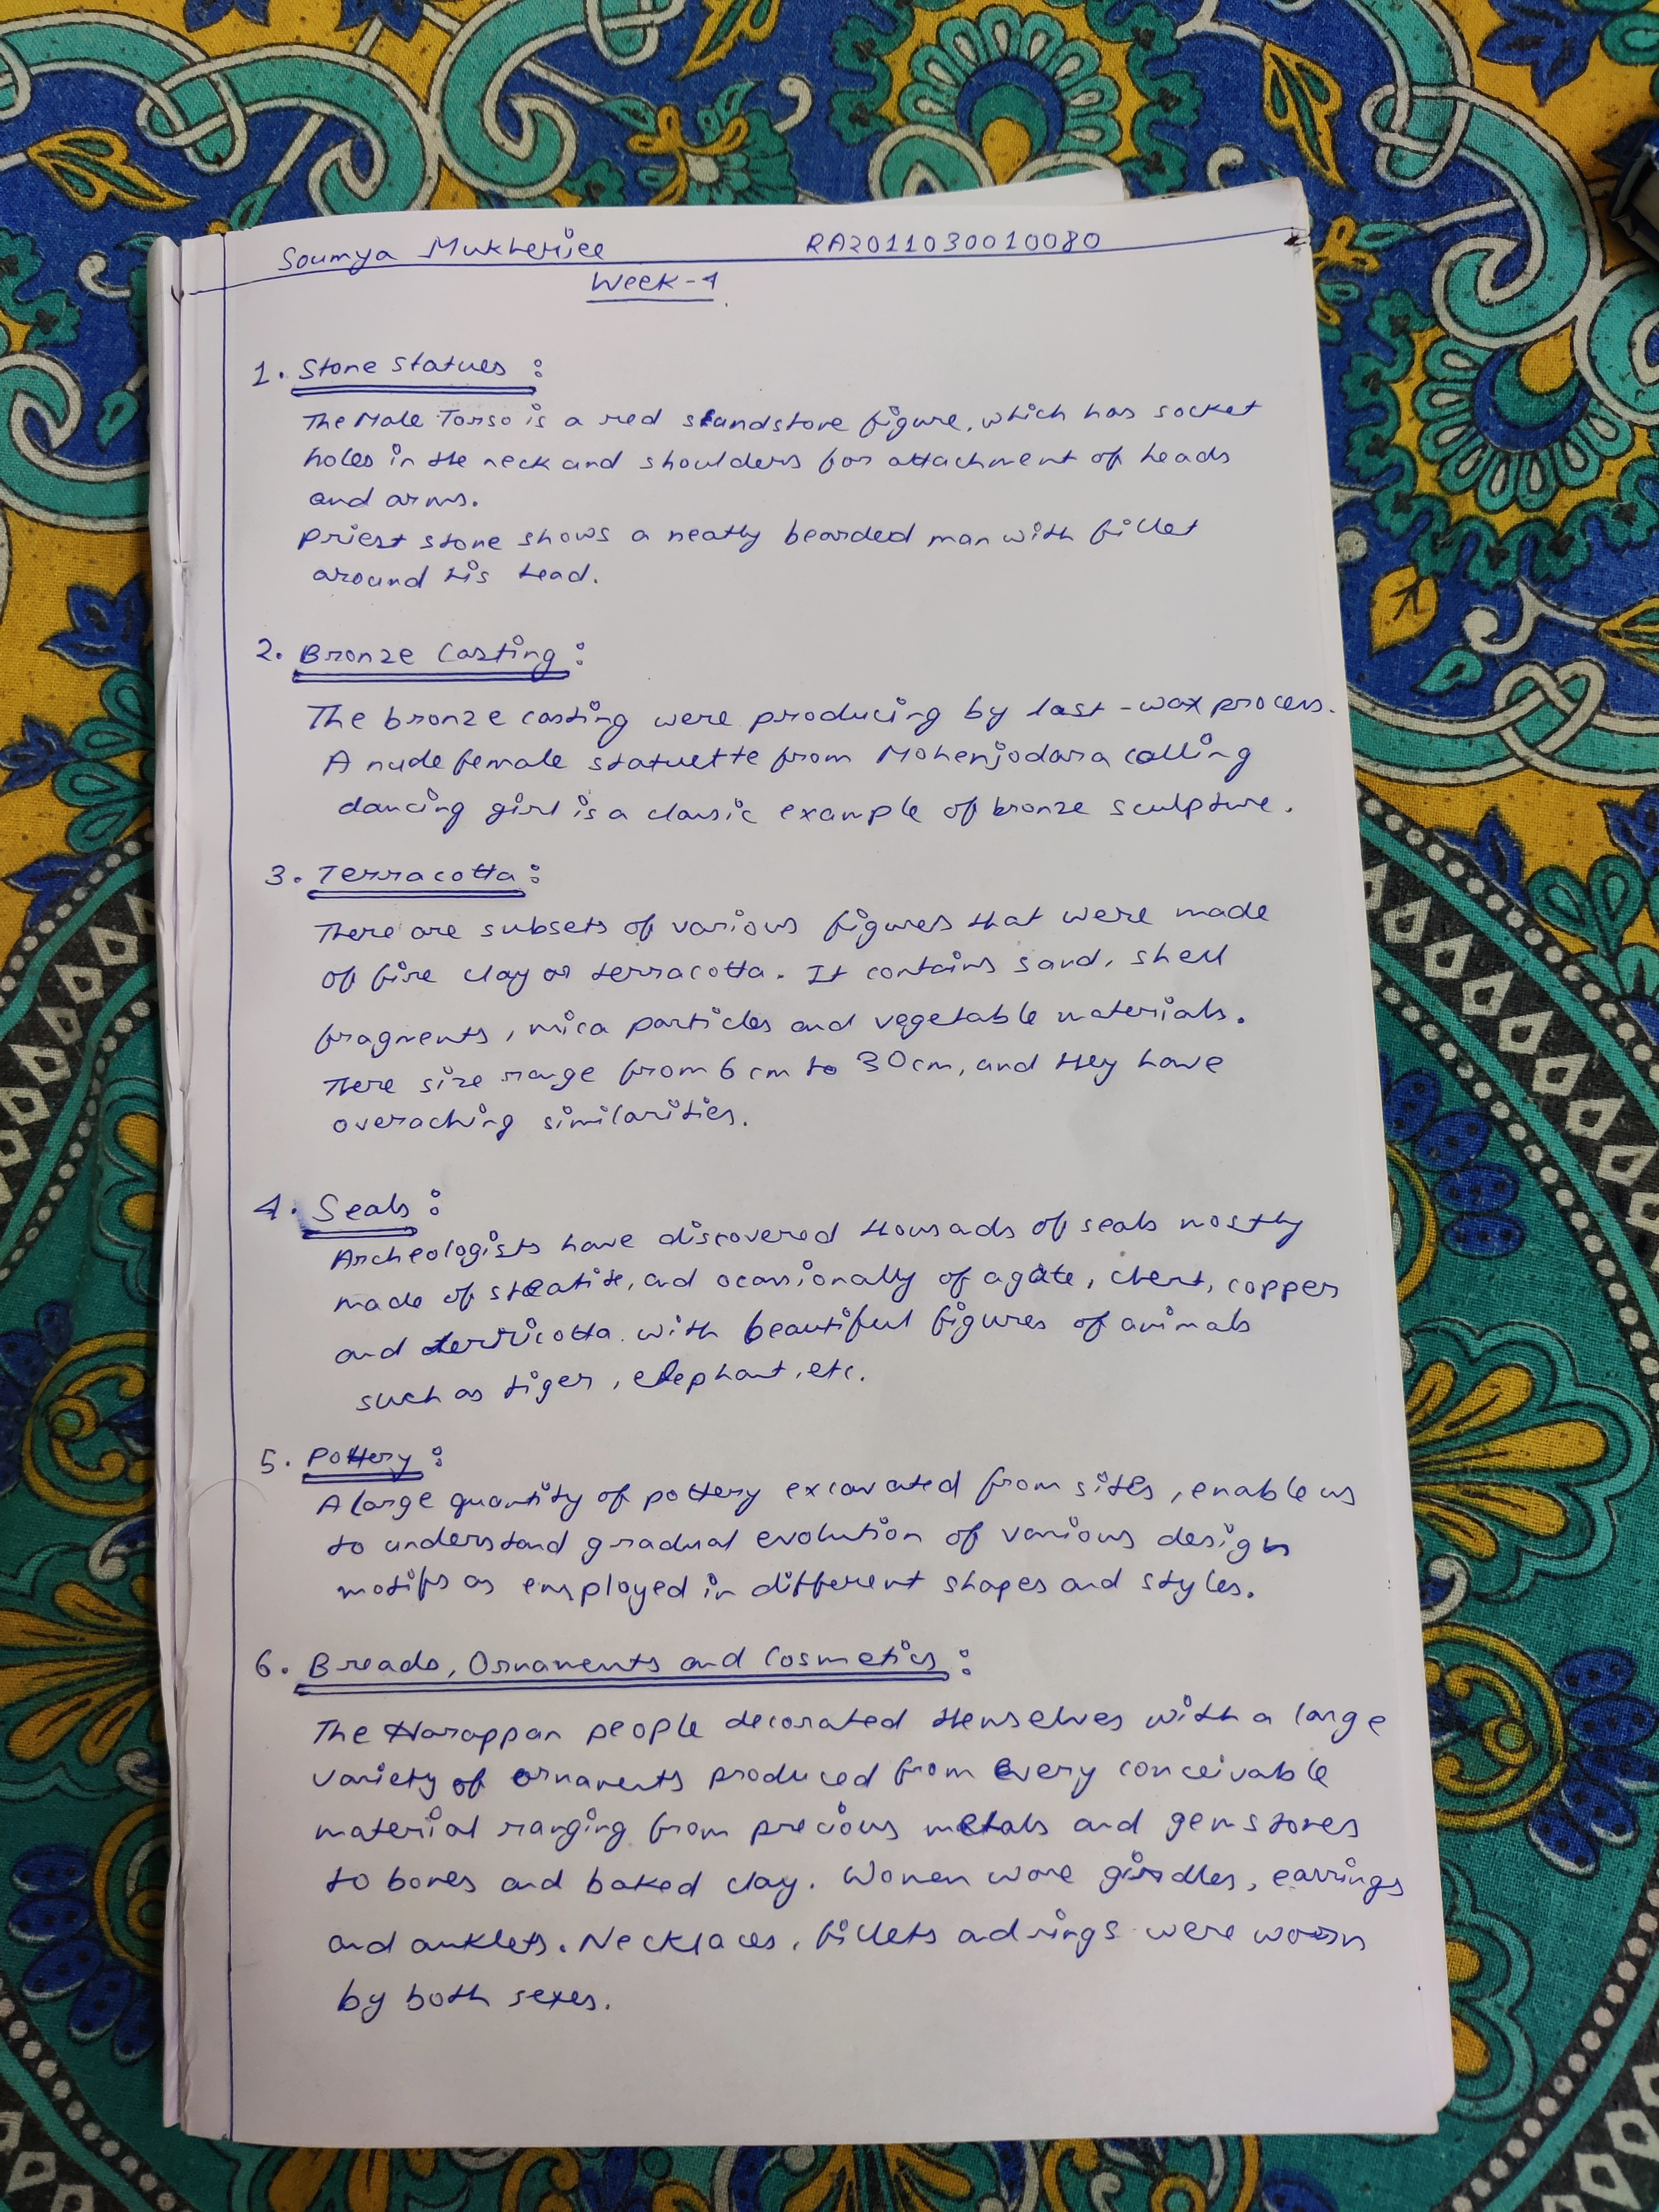 Soumya Mukherjee RA2011030010080
Week-4
1. Stone Statues :
The Male Torso is a red standstone figure, which has socket
holes in the neck and shoulders for attachment of heads
and arms.
Priest stone shows a neatly bearded man with fillet
around his head.
2. Bronze Casting :
The bronze casting were producing by last-wax process.
A nude female statuette from Mohenjodara calling
dancing girl is a classic example of bronze sculpture.
3. Terracotta :
There are subsets of various figures that were made
of fire clay or terracotta. It contains sand, shell
fragments, mica particles and vegetable materials.
There size range from 6 cm to 30cm, and they have
overaching similarities.
4. Seals :
Archeologists have discovered thousads of seals mostly
made of steatite, and ocassionally of agate, chert, copper
and terricotta with beautiful figures of animals
such as tiger, elephant, etc.
5. Pottery :
A large quantity of pottery excavated from sites, enable us
to understand gradual evolution of various design
motifs as employed in different shapes and styles.
6. Breads, Ornaments and Cosmetics :
The Harappan people decorated themselves with a large
variety of ornaments produced from every conceivable
material ranging from precious metals and gemstones
to bones and baked clay. Women wore girdles, earrings
and anklets. Necklaces, fillets and rings were worn
by both sexes.